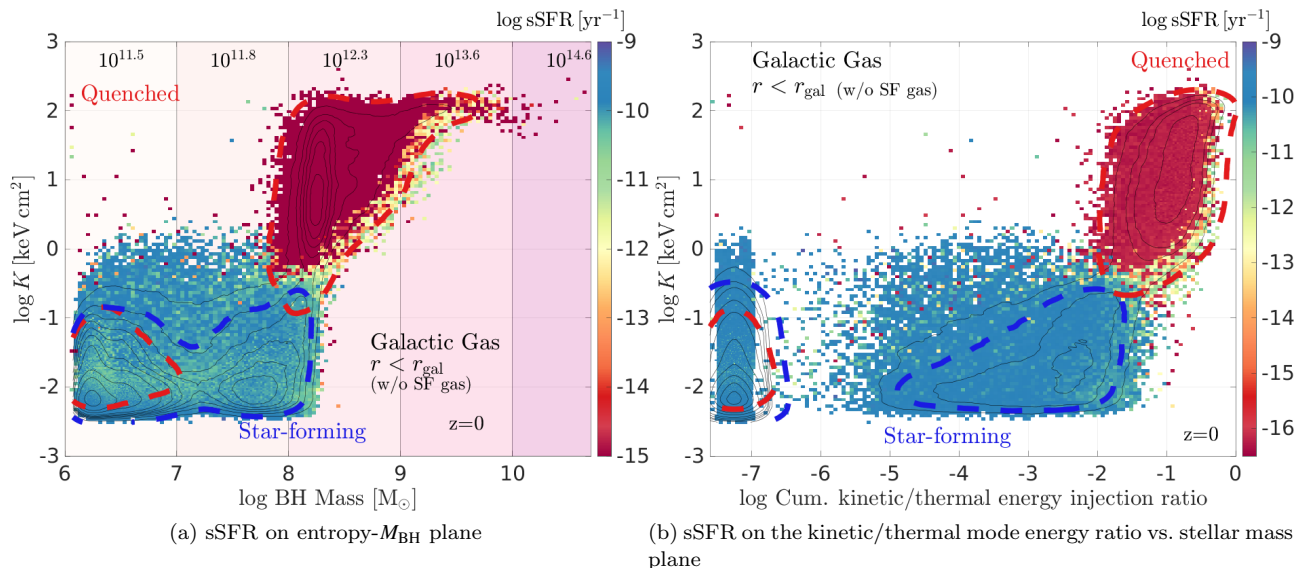 log sSFR [yr⁻¹]
10^11.5 10^11.8 10^12.3 10^13.6 10^14.6
Quenched
3
2
1
0
-1
-2
-3
log K [keV cm²]
Galactic Gas
r < r_gal
(w/o SF gas)
z=0
Star-forming
6 7 8 9 10
log BH Mass [M⊙]
-9
-10
-11
-12
-13
-14
-15
(a) sSFR on entropy-M_BH plane
log sSFR [yr⁻¹]
Galactic Gas
r < r_gal (w/o SF gas)
Quenched
3
2
1
0
-1
-2
-3
log K [keV cm²]
Star-forming
z=0
-7 -6 -5 -4 -3 -2 -1 0
log Cum. kinetic/thermal energy injection ratio
-9
-10
-11
-12
-13
-14
-15
-16
(b) sSFR on the kinetic/thermal mode energy ratio vs. stellar mass
plane